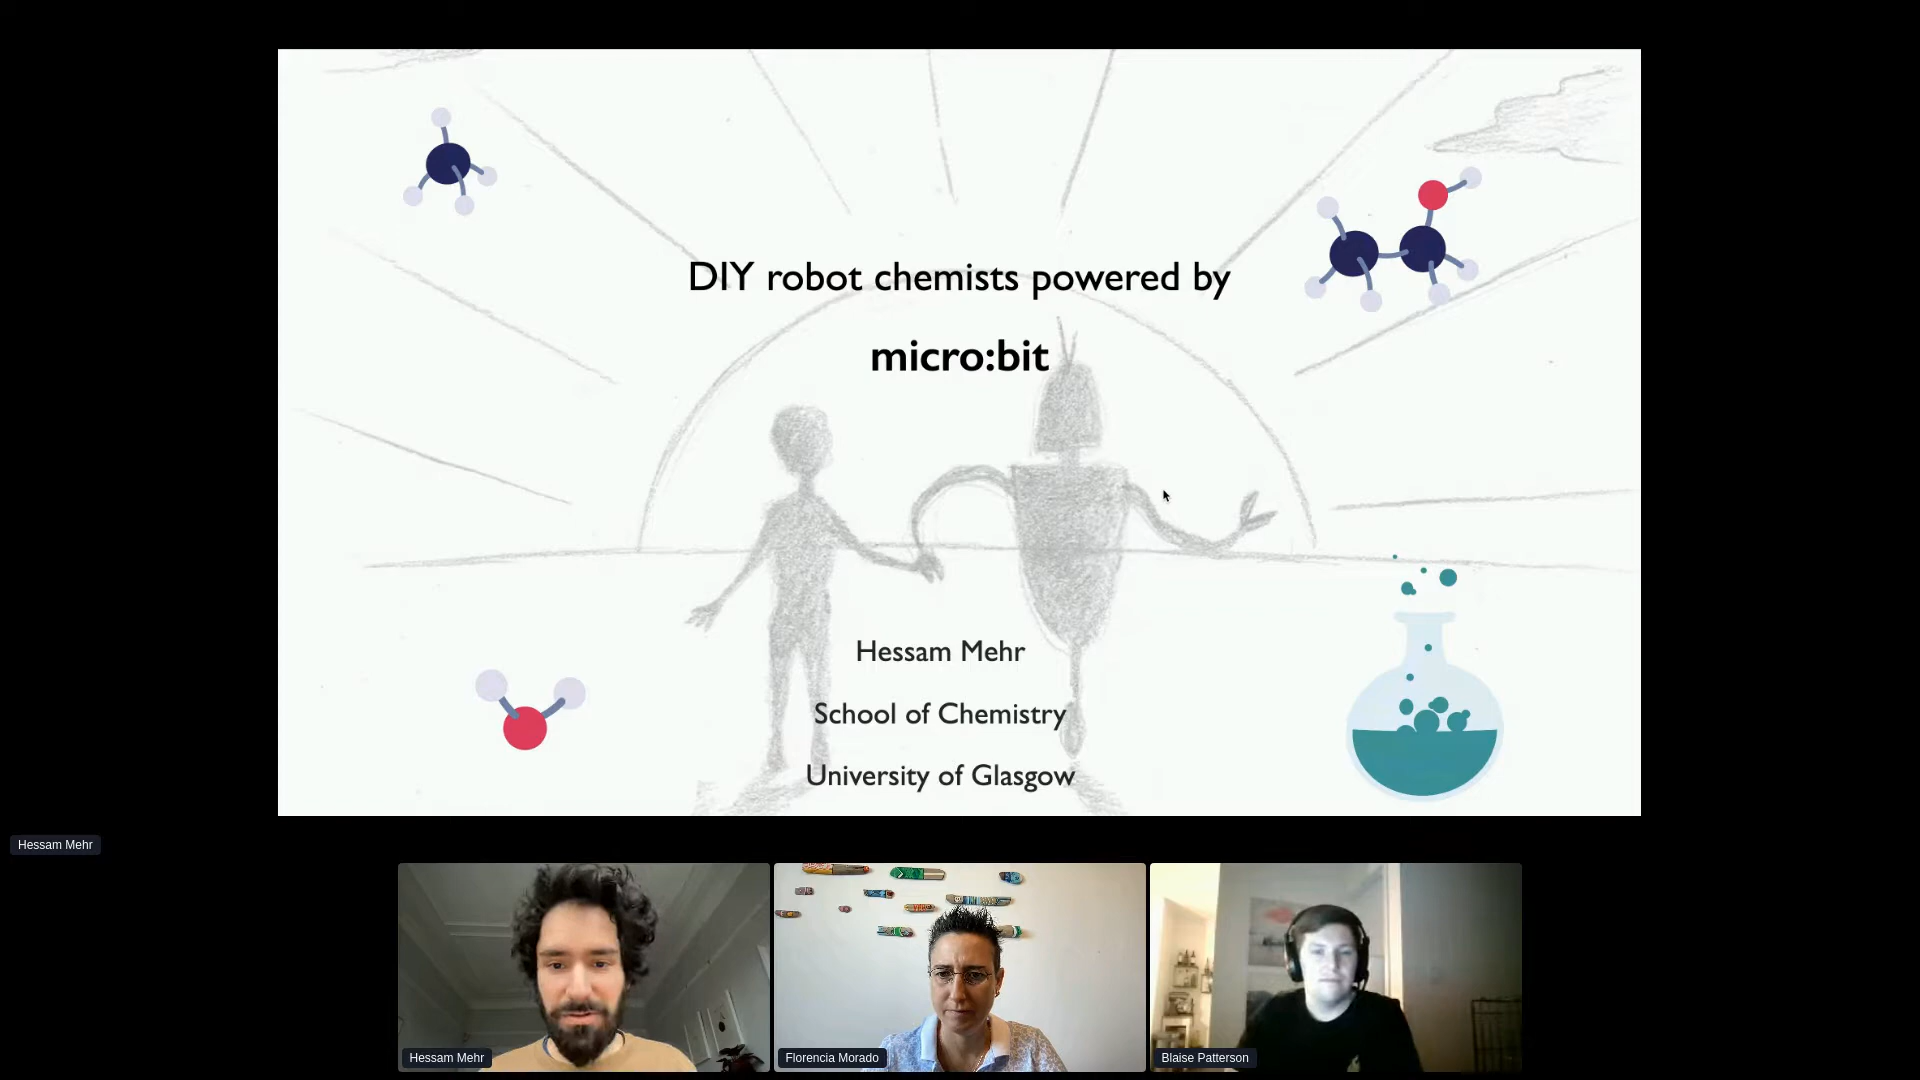 DIY robot chemists powered by
micro:bit
Hessam Mehr
School of Chemistry
University of Glasgow
Hessam Mehr
Hessam Mehr
Florencia Morado
Blaise Patterson